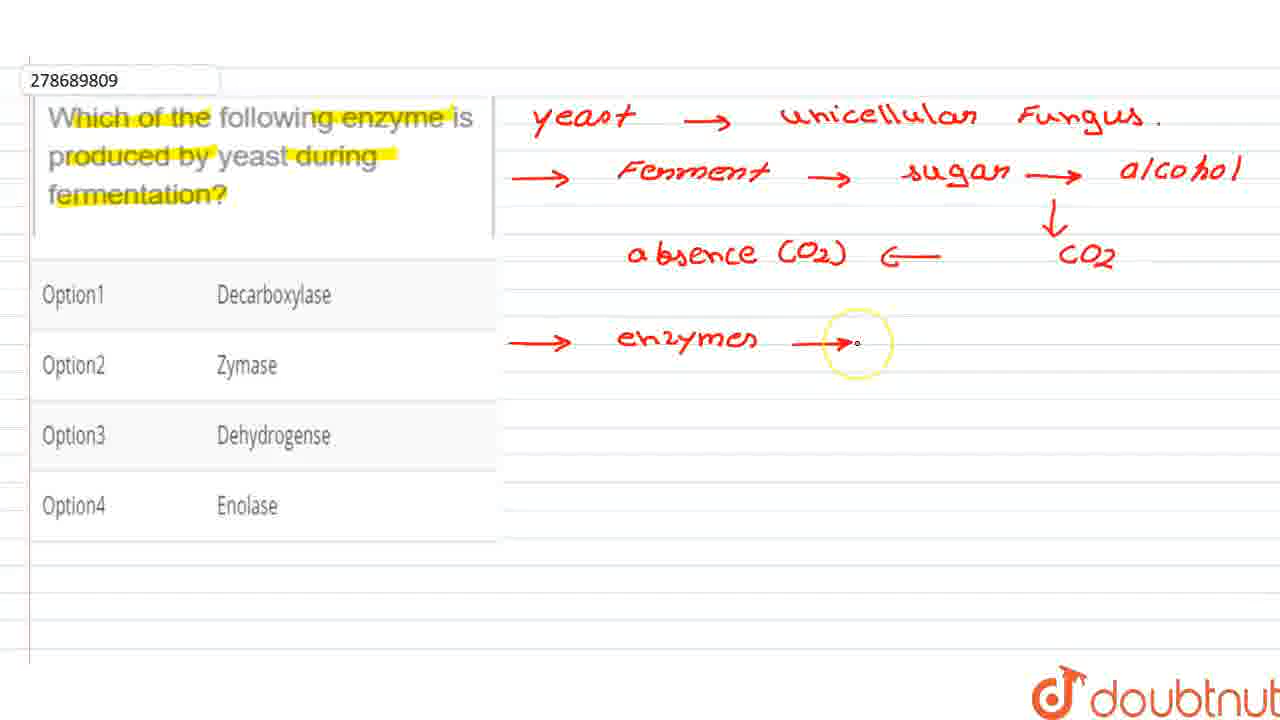 278689809
Which of the following enzyme is
produced by yeast during
fermentation?
Option1 Decarboxylase
Option2 Zymase
Option3 Dehydrogense
Option4 Enolase
yeast → unicellular Fungus.
→ Ferment → sugar → alcohol
↓
absence (O2) ← CO2
→ enzymes →
doubtnut